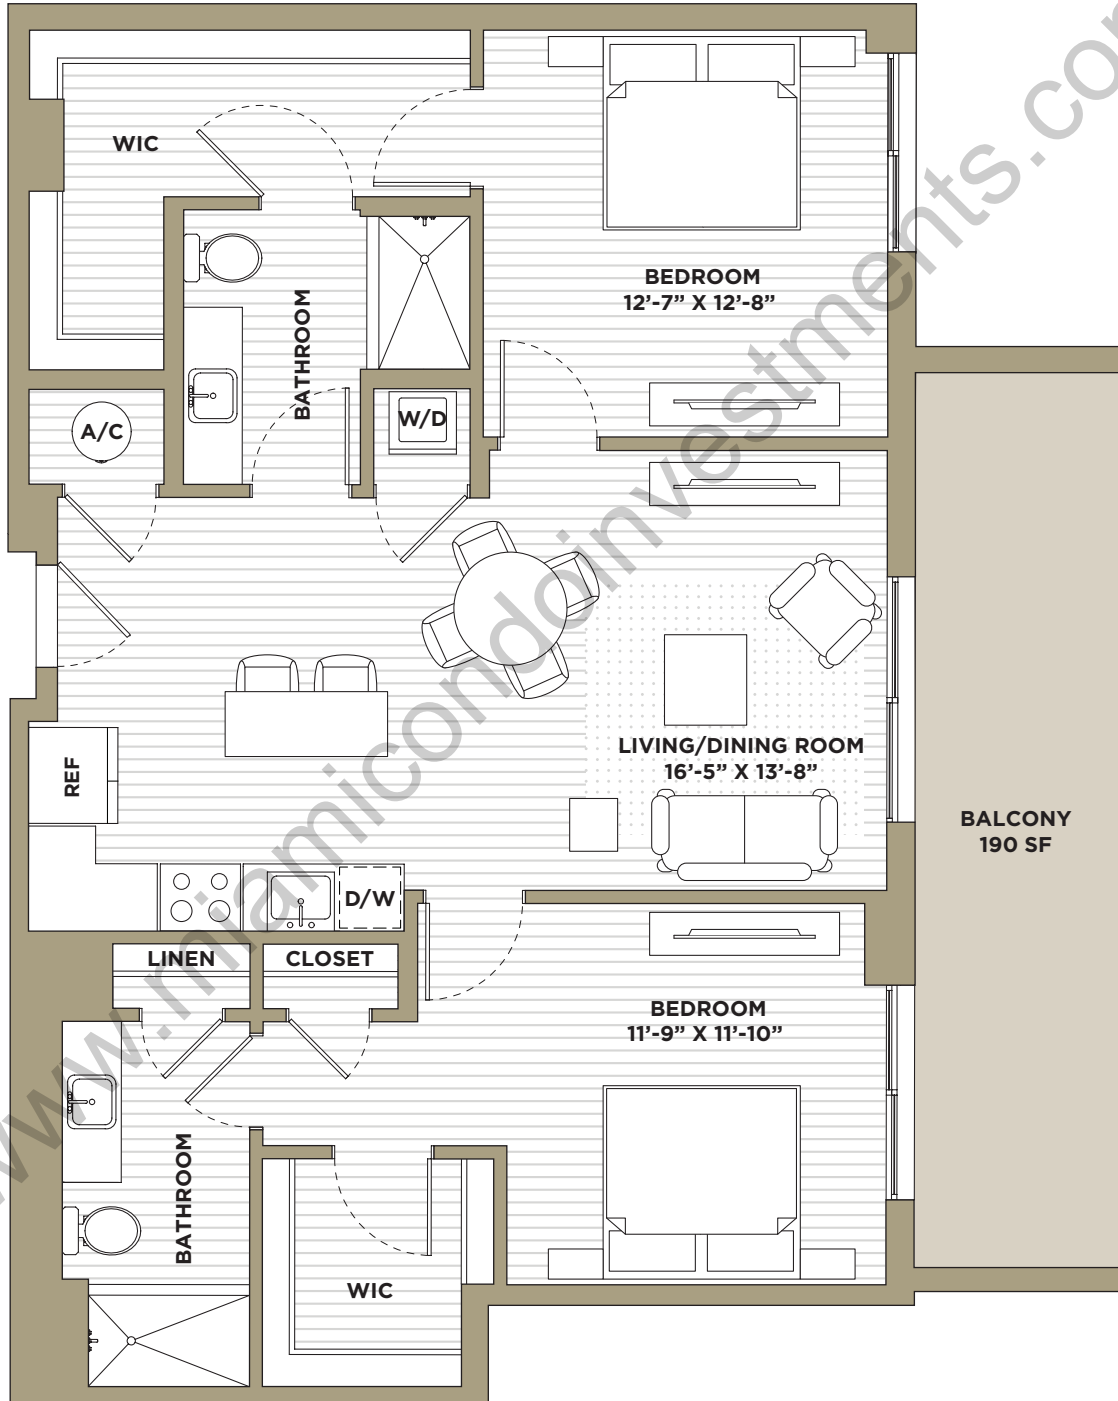 WIC
BEDROOM
12'-7” X 12'-8”
BATHROOM
A/C
W/D
LIVING/DINING ROOM
16'-5” X 13'-8”
REF
BALCONY
190 SF
D/W
LINEN
CLOSET
BEDROOM
11'-9” X 11'-10”
BATHROOM
WIC
www.miamicondoinvestments.com